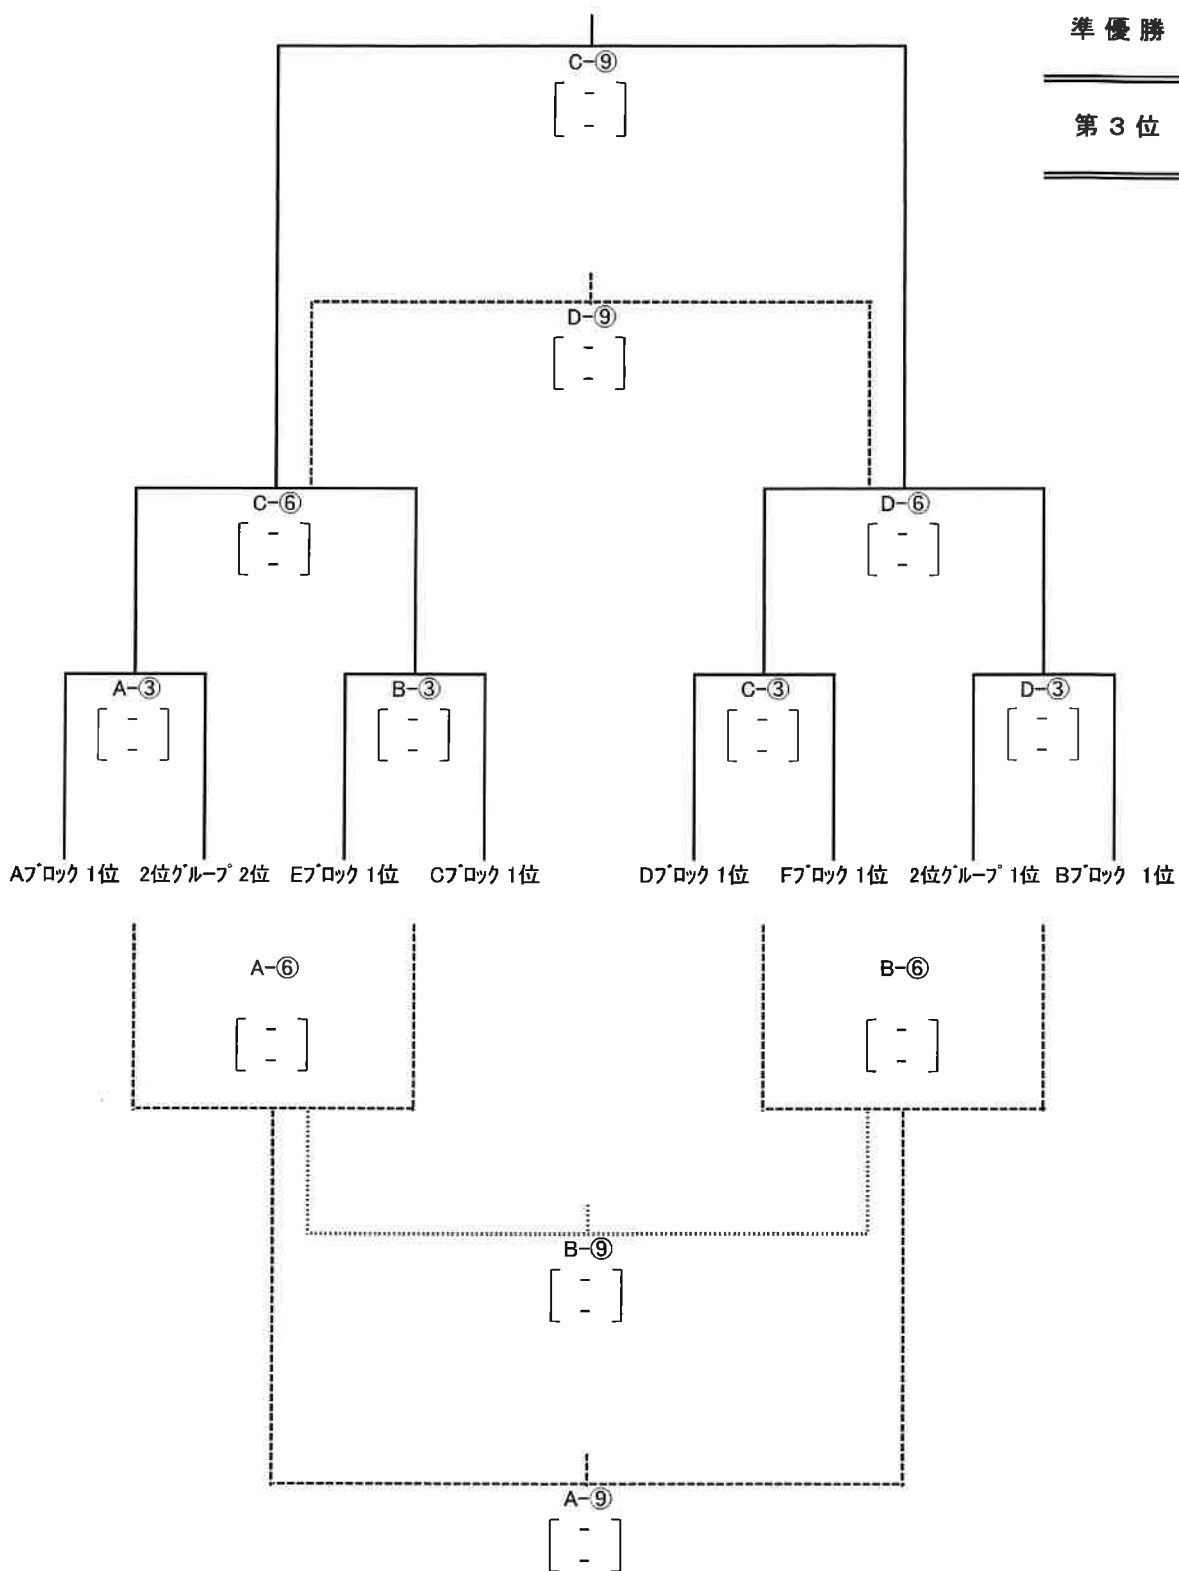 準優勝
C-⑨
[ - ]
[ - ]
第3位
D-⑨
[ - ]
[ - ]
C-⑥ D-⑥
[ - ] [ - ]
[ - ] [ - ]
A-③ B-③ C-③ D-③
[ - ] [ - ] [ - ] [ - ]
[ - ] [ - ] [ - ] [ - ]
Aブロック 1位 2位グループ 2位 Eブロック 1位 Cブロック 1位 Dブロック 1位 Fブロック 1位 2位グループ 1位 Bブロック 1位
A-⑥ B-⑥
[ - ] [ - ]
[ - ] [ - ]
B-⑨
[ - ]
[ - ]
A-⑨
[ - ]
[ - ]